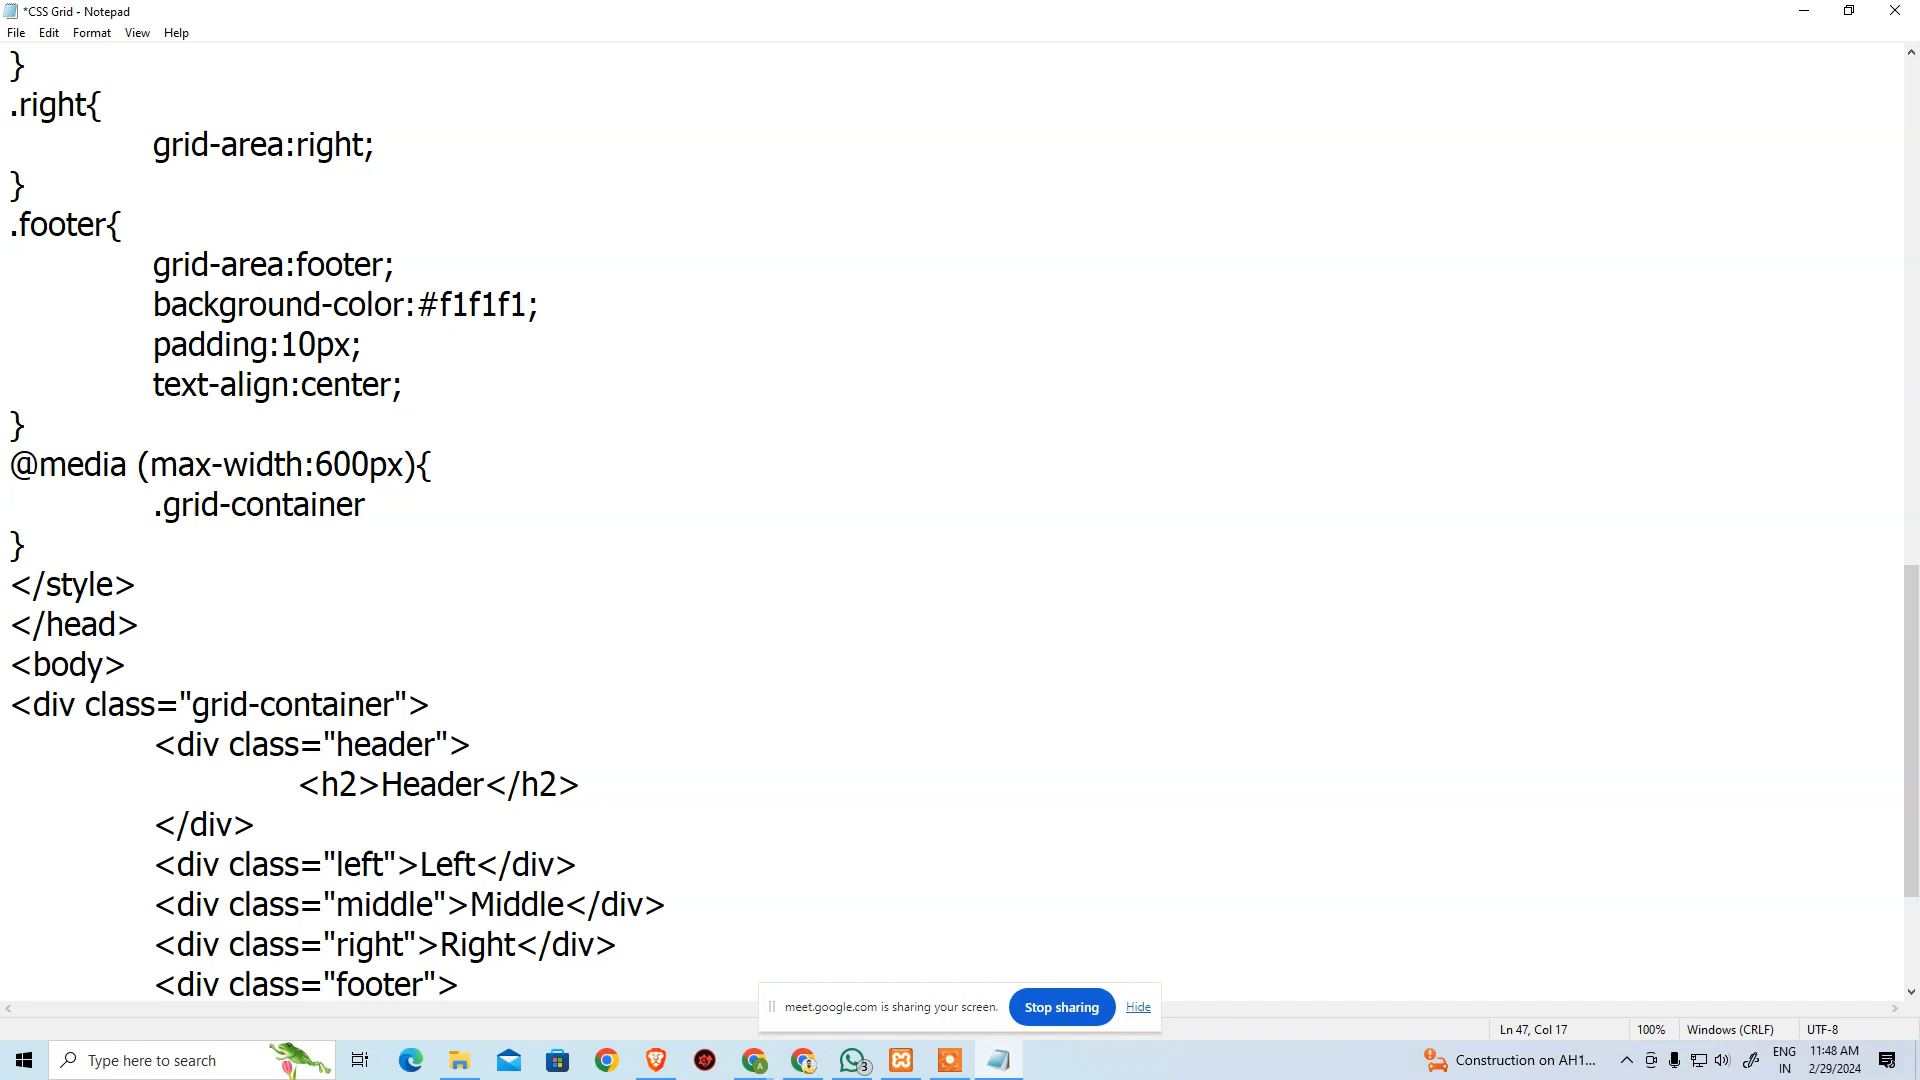 *CSS Grid - Notepad
File Edit Format View Help
}
.right{
grid-area:right;
}
.footer{
grid-area:footer;
background-color:#f1f1f1;
padding:10px;
text-align:center;
}
@media (max-width:600px){
.grid-container
}
</style>
</head>
<body>
<div class="grid-container">
<div class="header">
<h2>Header</h2>
</div>
<div class="left">Left</div>
<div class="middle">Middle</div>
<div class="right">Right</div>
<div class="footer">
meet.google.com is sharing your screen. Stop sharing Hide
Ln 47, Col 17 100% Windows (CRLF) UTF-8
Type here to search
A
3
Construction on AH1...
ENG
IN
11:48 AM
2/29/2024